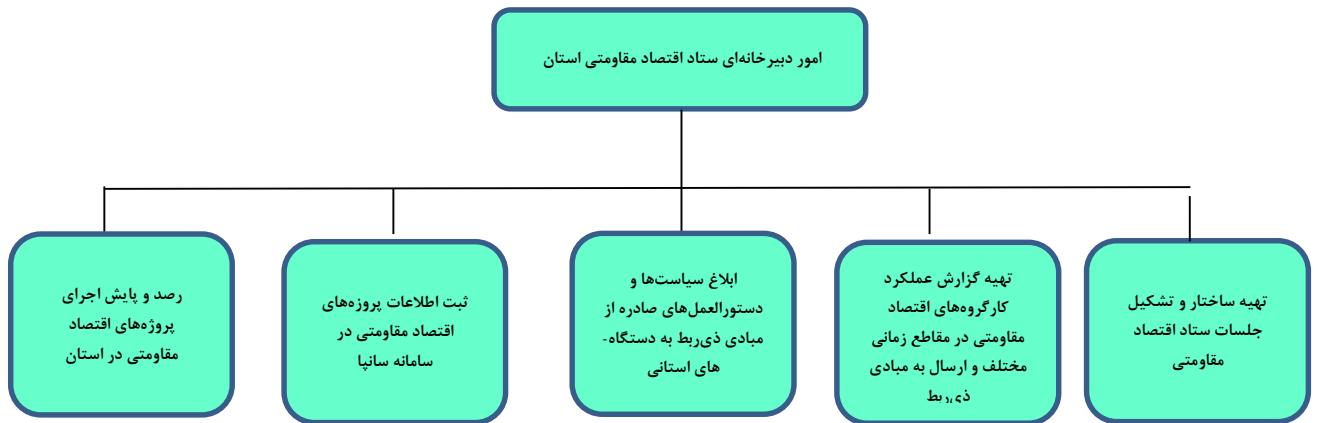 امور دبیرخانه‌ای ستاد اقتصاد مقاومتی استان
تهیه ساختار و تشکیل
جلسات ستاد اقتصاد
مقاومتی
تهیه گزارش عملکرد
کارگروه‌های اقتصاد
مقاومتی در مقاطع زمانی
مختلف و ارسال به مبادی
ذی‌ربط
ابلاغ سیاست‌ها و
دستورالعمل‌های صادره از
مبادی ذی‌ربط به دستگاه-
های استانی
ثبت اطلاعات پروزه‌های
اقتصاد مقاومتی در
سامانه سانپا
رصد و پایش اجرای
پروژه‌های اقتصاد
مقاومتی در استان